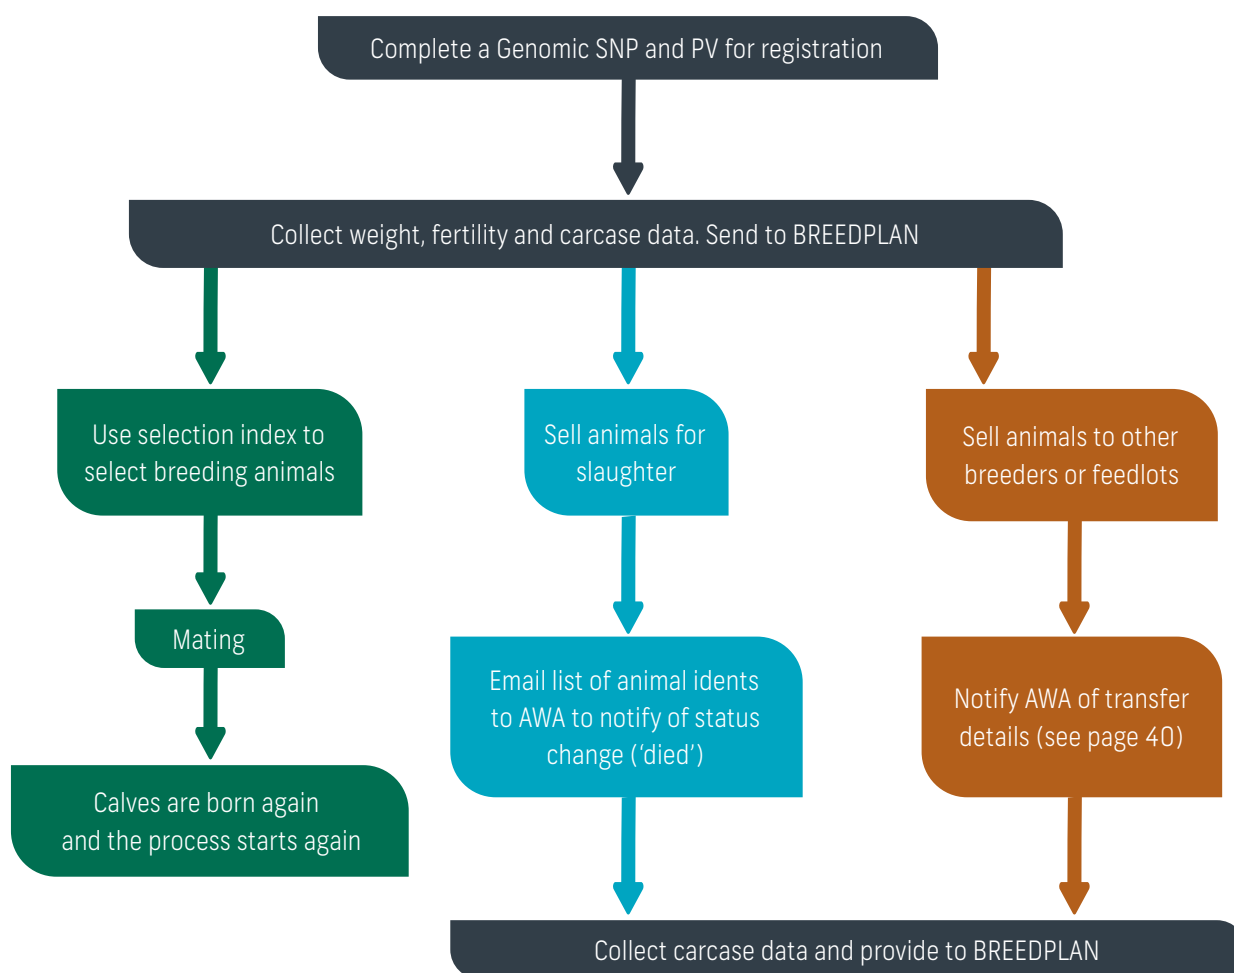 Complete a Genomic SNP and PV for registration
Collect weight, fertility and carcase data. Send to BREEDPLAN
Use selection index to
select breeding animals
Mating
Calves are born again
and the process starts again
Sell animals for
slaughter
Email list of animal idents
to AWA to notify of status
change (‘died’)
Sell animals to other
breeders or feedlots
Notify AWA of transfer
details (see page 40)
Collect carcase data and provide to BREEDPLAN